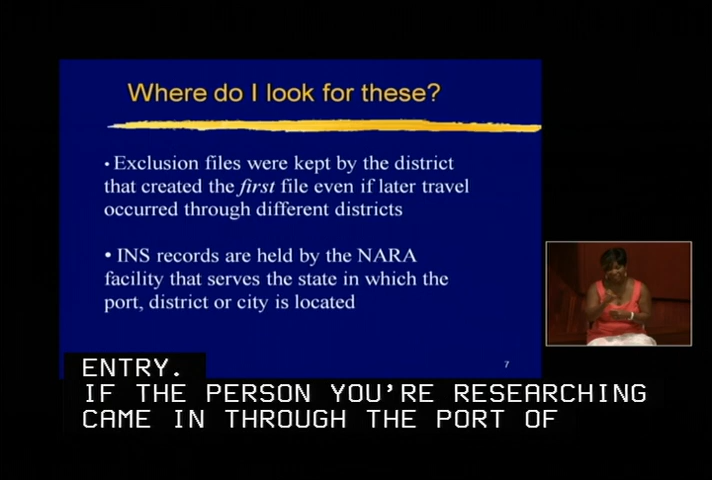 Where do I look for these?
• Exclusion files were kept by the district
that created the first file even if later travel
occurred through different districts
• INS records are held by the NARA
facility that serves the state in which the
port, district or city is located
7
ENTRY.
IF THE PERSON YOU'RE RESEARCHING
CAME IN THROUGH THE PORT OF